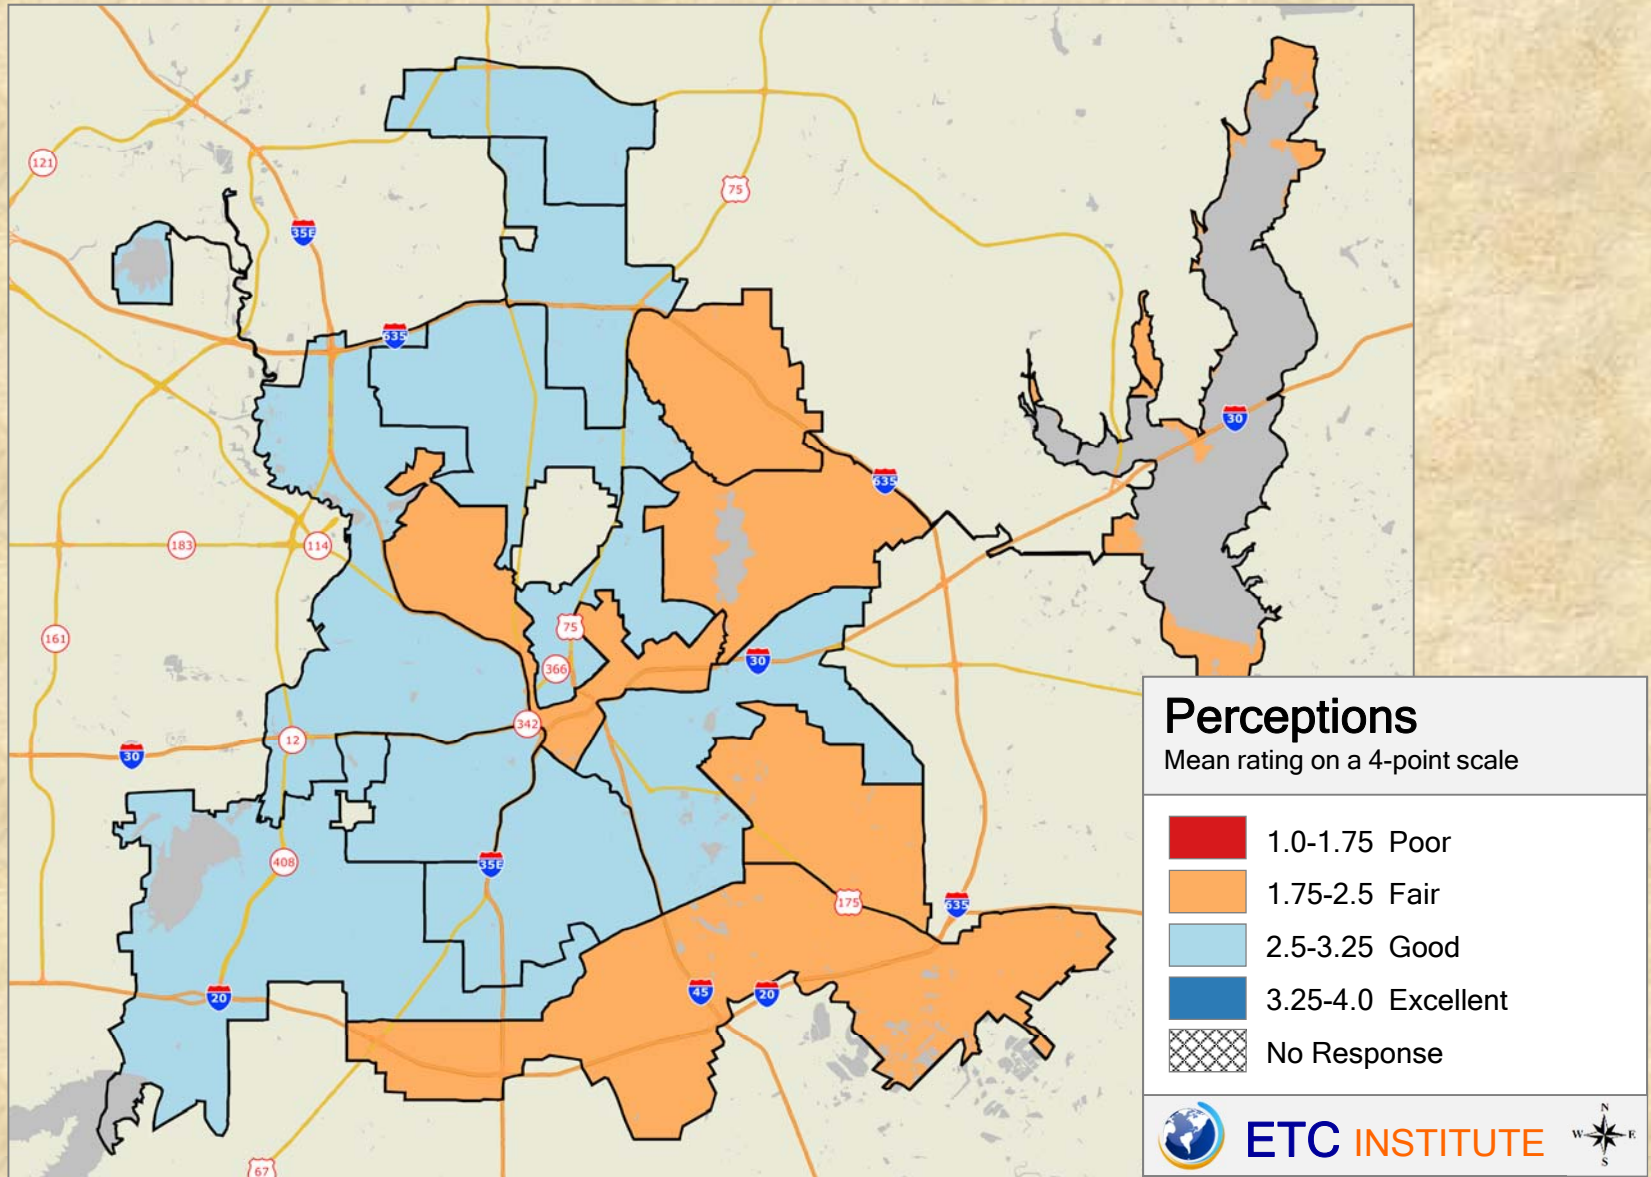 121
75
35E
635
30
635
183
114
161
75
366
30
342
12
30
408
35E
175
635
20
45
20
67
Perceptions
Mean rating on a 4-point scale
1.0-1.75 Poor
1.75-2.5 Fair
2.5-3.25 Good
3.25-4.0 Excellent
No Response
N
W E
S
ETC INSTITUTE